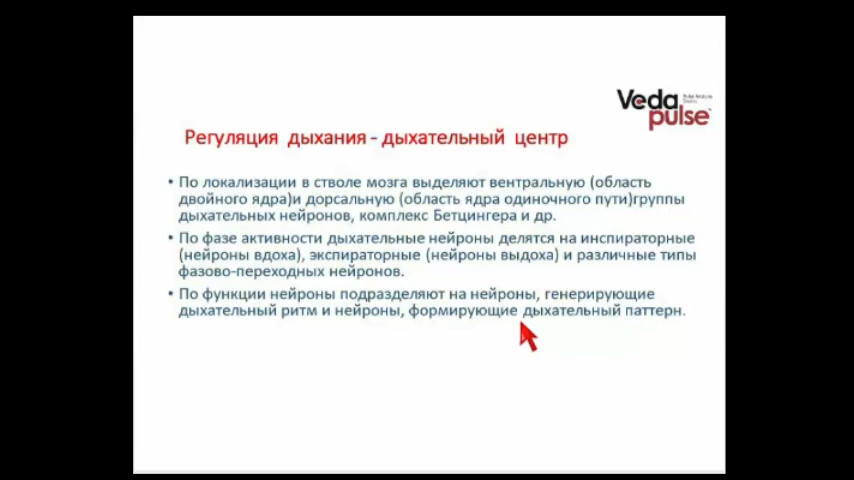 Veda
pulse
Регуляция дыхания - дыхательный центр
• По локализации в стволе мозга выделяют вентральную (область
двойного ядра)и дорсальную (область ядра одиночного пути)группы
дыхательных нейронов, комплекс Бетцингера и др.
• По фазе активности дыхательные нейроны делятся на инспираторные
(нейроны вдоха), экспираторные (нейроны выдоха) и различные типы
фазово-переходных нейронов.
• По функции нейроны подразделяют на нейроны, генерирующие
дыхательный ритм и нейроны, формирующие дыхательный паттерн.